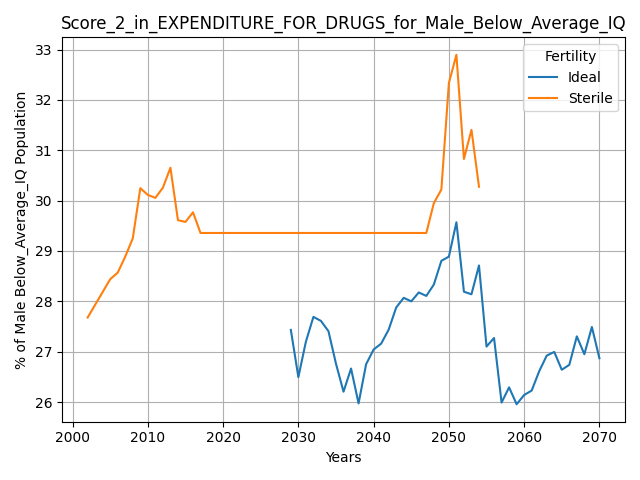 Score_2_in_EXPENDITURE_FOR_DRUGS_for_Male_Below_Average_IQ
33
32
31
30
29
28
27
26
% of Male Below_Average_IQ Population
Fertility
Ideal
Sterile
2000 2010 2020 2030 2040 2050 2060 2070
Years